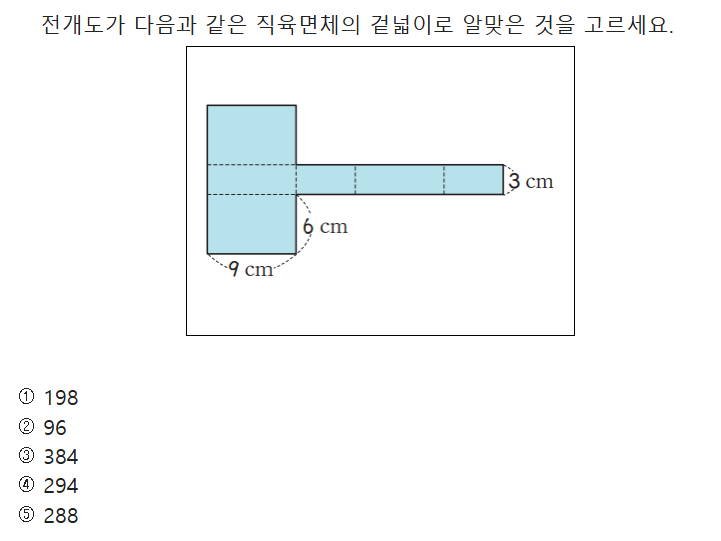 전개도가 다음과 같은 직육면체의 겉넓이로 알맞은 것을 고르세요.
3 cm
6 cm
9 cm
① 198
② 96
③ 384
④ 294
⑤ 288